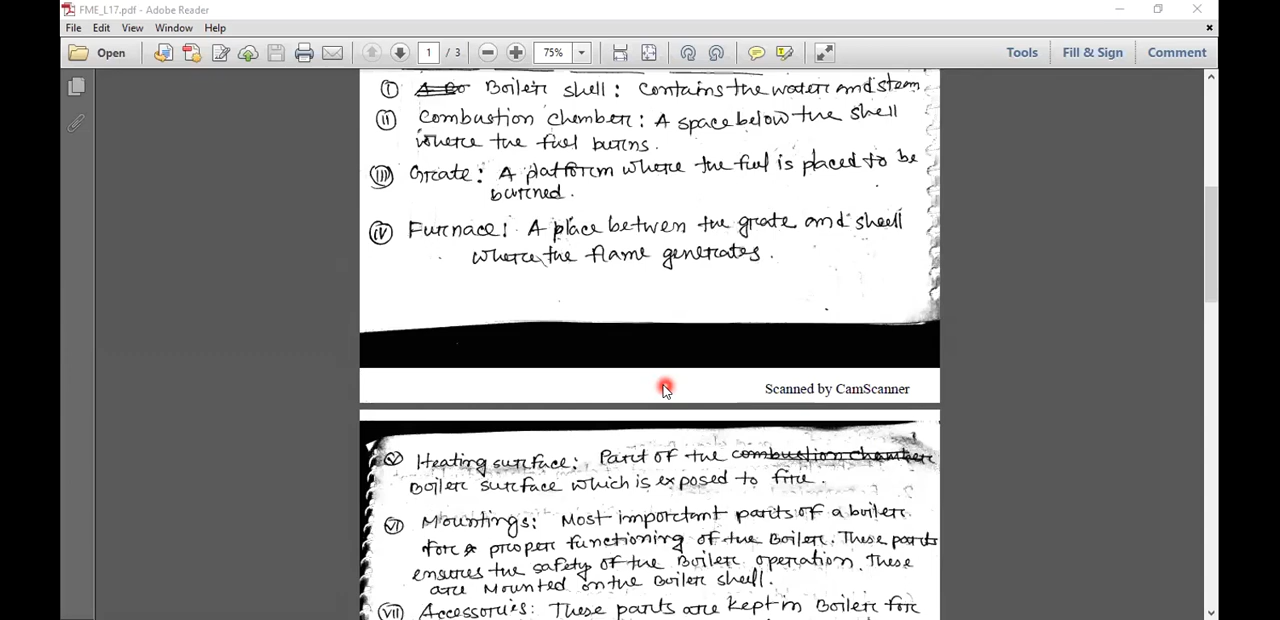 FME_L17.pdf - Adobe Reader
File Edit View Window Help
Open 1 / 3 75% Tools Fill & Sign Comment
(i) Boiler shell: Contains the water and steam
(ii) Combustion chamber: A space below the shell
where the fuel burns.
(iii) Grate: A platform where the fuel is placed to be
burned.
(iv) Furnace: A place between the grate and shell
where the flame generates.
Scanned by CamScanner
(v) Heating surface: Part of the combustion chamber
Boiler surface which is exposed to fire.
(vi) Mountings: Most important parts of a boiler
for proper functioning of the Boiler. These parts
ensures the safety of the Boiler operation. These
are Mounted on the Boiler shell.
(vii) Accessories: These parts are kept in Boiler for